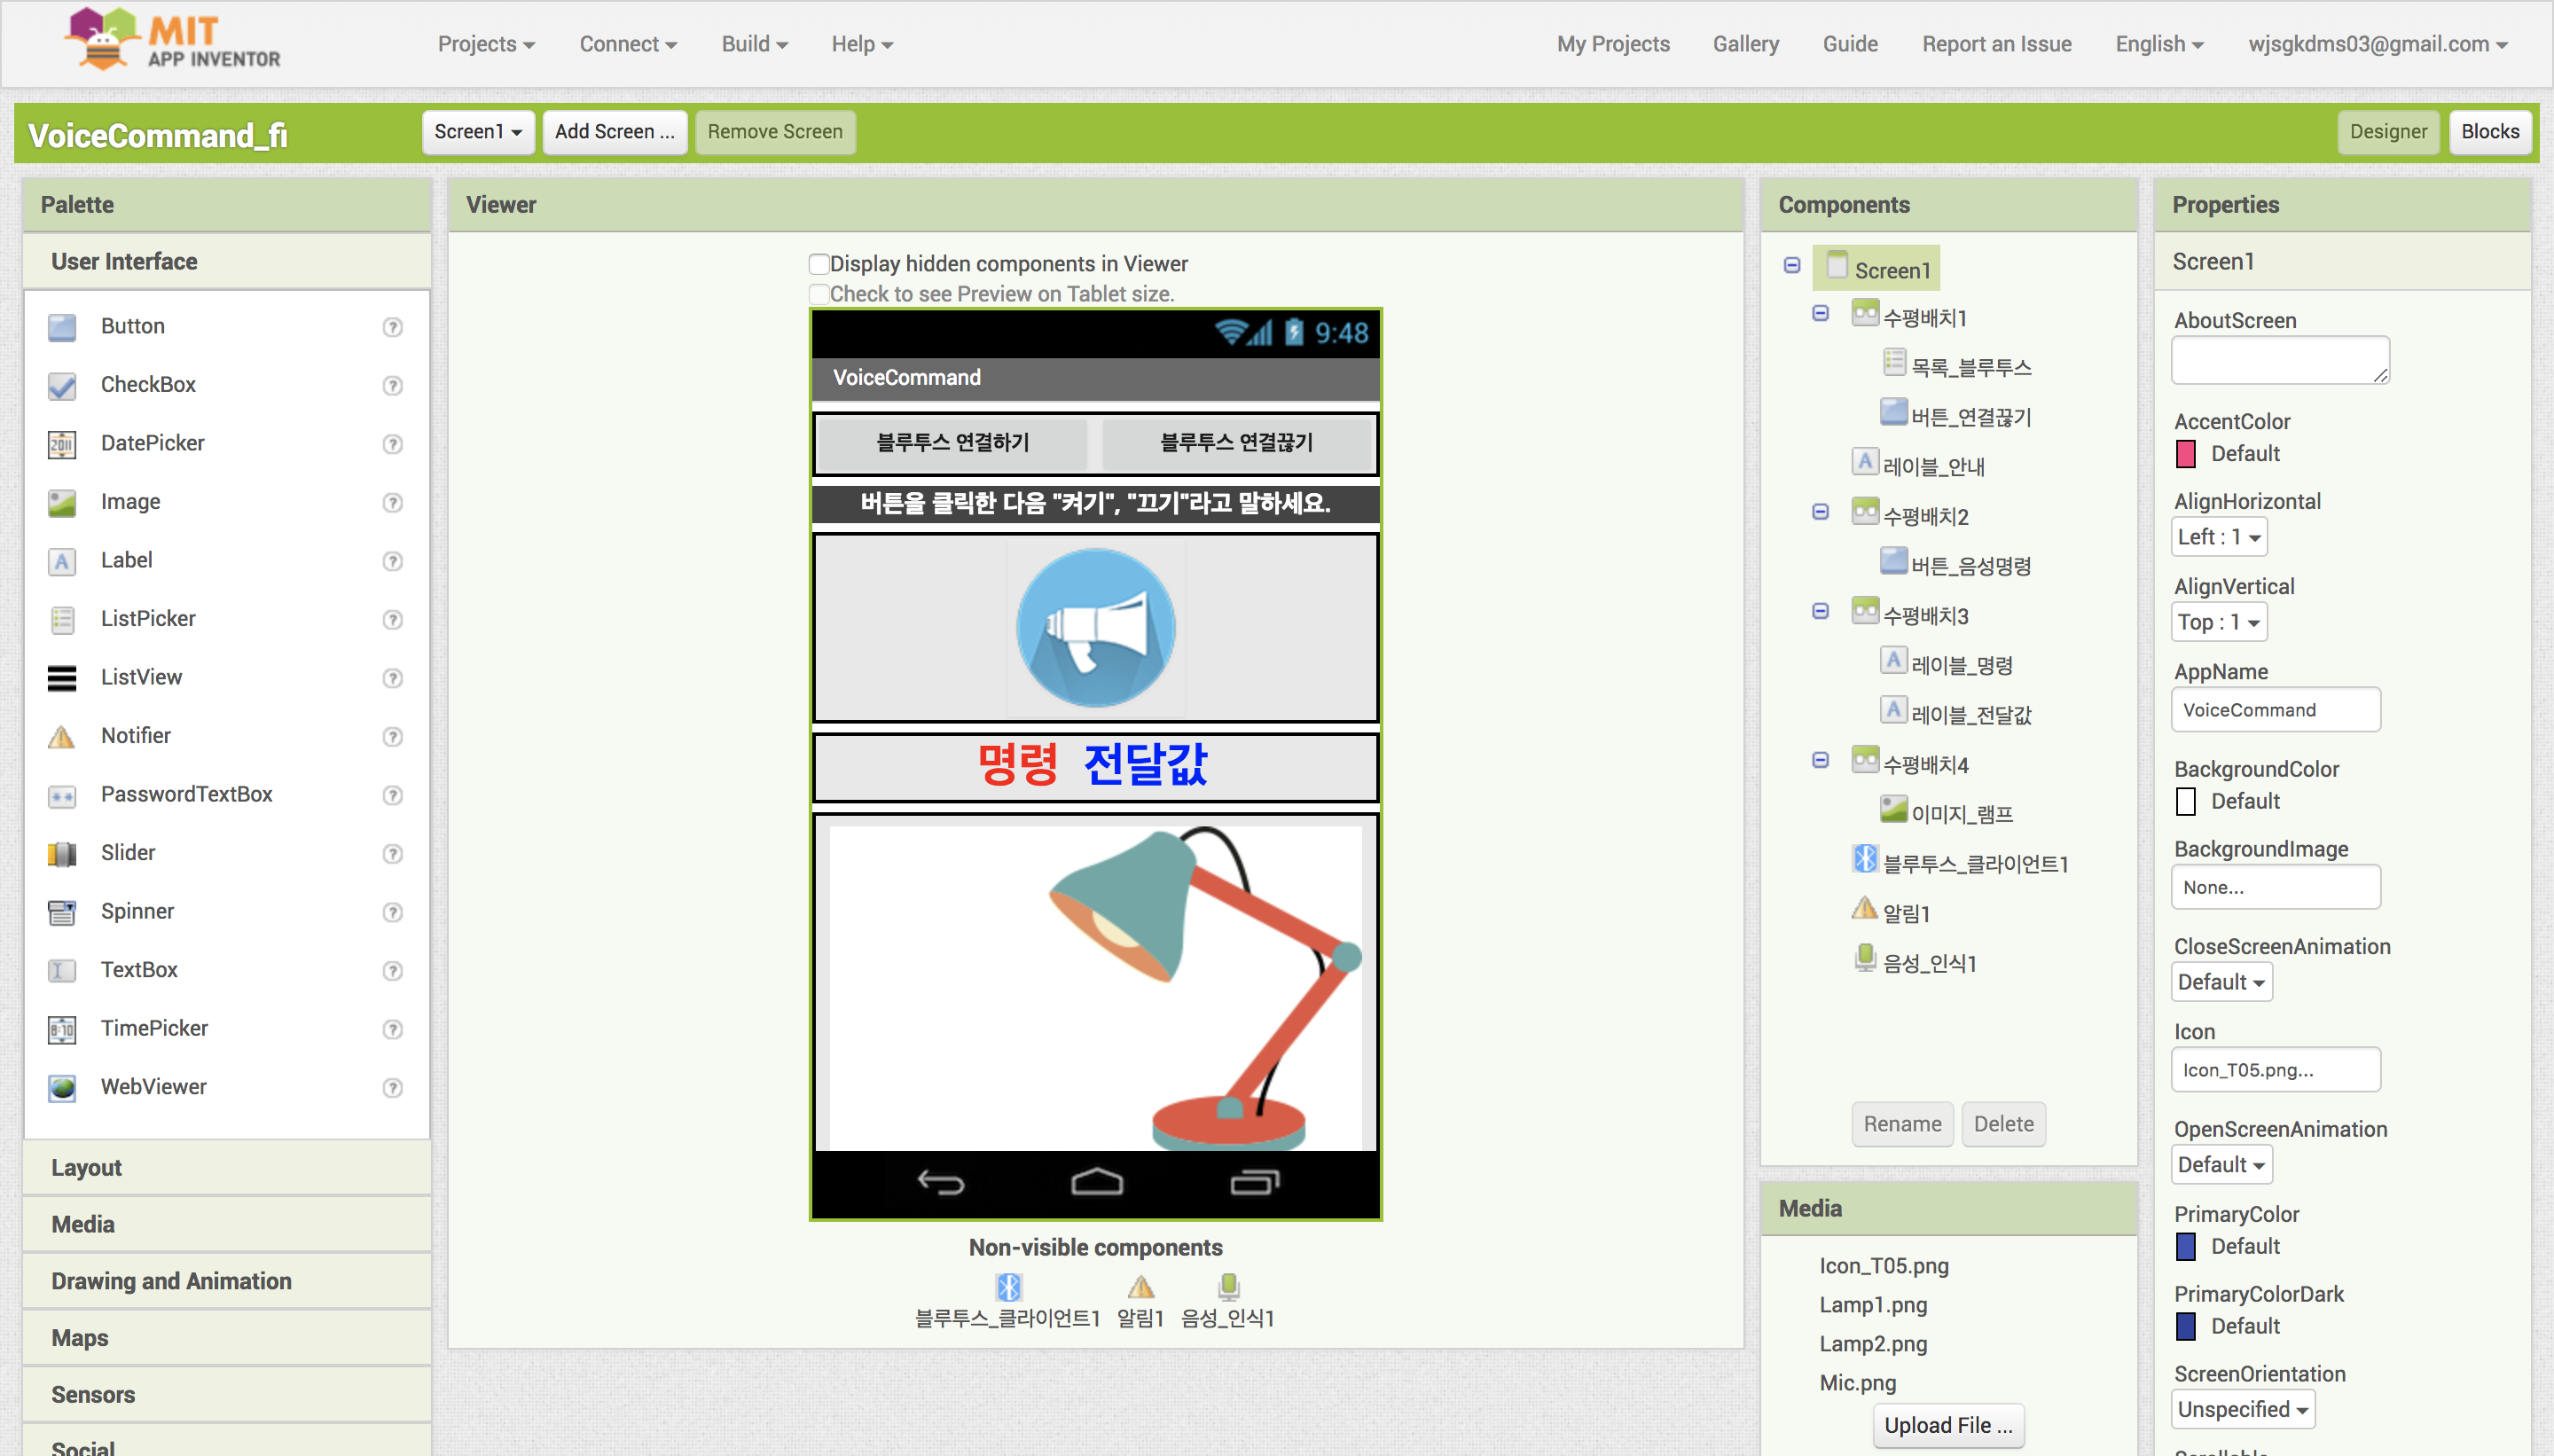 MIT
APP INVENTOR
Projects
Connect
Build
Help
My Projects
Gallery
Guide
Report an Issue
English
wjsgkdms03@gmail.com
VoiceCommand_fi
Screen1
Add Screen ...
Remove Screen
Designer
Blocks
Palette
User Interface
Button
CheckBox
DatePicker
Image
Label
ListPicker
ListView
Notifier
PasswordTextBox
Slider
Spinner
TextBox
TimePicker
WebViewer
Layout
Media
Drawing and Animation
Maps
Sensors
Social
Viewer
Display hidden components in Viewer
Check to see Preview on Tablet size.
9:48
VoiceCommand
블루투스 연결하기
블루투스 연결끊기
버튼을 클릭한 다음 "켜기", "끄기"라고 말하세요.
명령 전달값
Non-visible components
블루투스_클라이언트1
알림1
음성_인식1
Components
Screen1
수평배치1
목록_블루투스
버튼_연결끊기
레이블_안내
수평배치2
버튼_음성명령
수평배치3
레이블_명령
레이블_전달값
수평배치4
이미지_램프
블루투스_클라이언트1
알림1
음성_인식1
Rename
Delete
Media
Icon_T05.png
Lamp1.png
Lamp2.png
Mic.png
Upload File ...
Properties
Screen1
AboutScreen
AccentColor
Default
AlignHorizontal
Left : 1
AlignVertical
Top : 1
AppName
VoiceCommand
BackgroundColor
Default
BackgroundImage
None...
CloseScreenAnimation
Default
Icon
Icon_T05.png...
OpenScreenAnimation
Default
PrimaryColor
Default
PrimaryColorDark
Default
ScreenOrientation
Unspecified